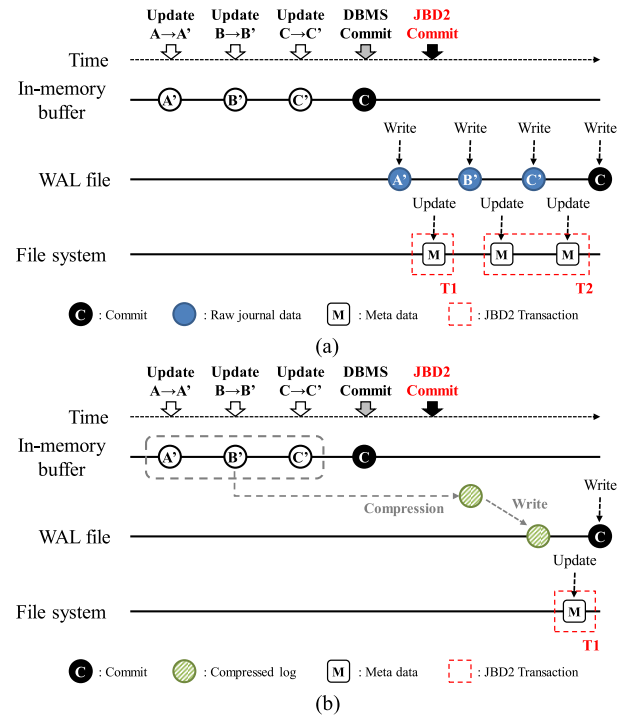 (a)
Update Update Update DBMS JBD2
A→A' B→B' C→C' Commit Commit
Time
In-memory
buffer
A' B' C' C
Write Write Write Write
WAL file
A' B' C' C
Update Update Update
File system
M M M
T1 T2
C : Commit : Raw journal data M : Meta data : JBD2 Transaction
(a)
Update Update Update DBMS JBD2
A→A' B→B' C→C' Commit Commit
Time
In-memory
buffer
A' B' C' C
Compression Write Write
WAL file
C
Update
File system
M
T1
C : Commit : Compressed log M : Meta data : JBD2 Transaction
(b)